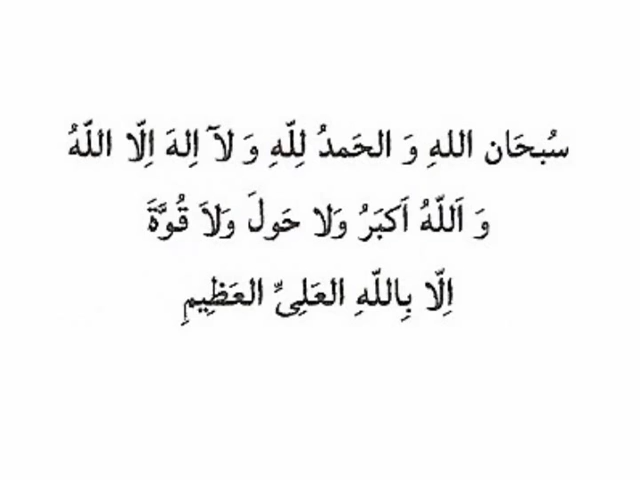 سُبحَان اللهِ وَ الحَمدُ لِلّهِ وَ لآ اِلهَ اِلّا اللّهُ
وَ اَللّهُ اَكبَرُ وَلا حَولَ وَلاَ قُوَّةَ
اِلّا بِاللّهِ العَلِىِّ العَظِيمِ